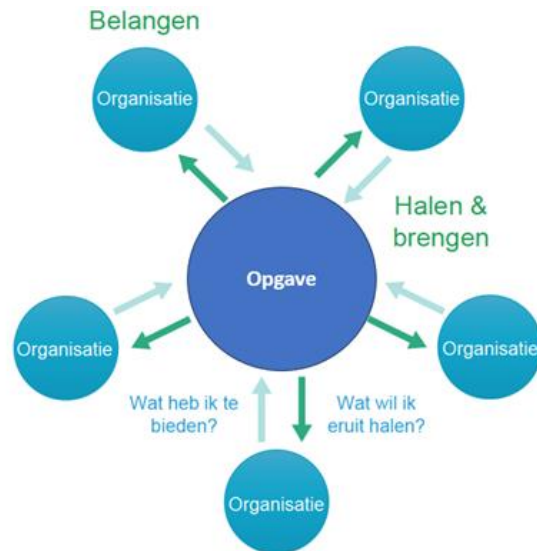 Belangen
Organisatie
Organisatie
Halen &
brengen
Opgave
Organisatie
Organisatie
Wat heb ik te
bieden?
Wat wil ik
eruit halen?
Organisatie